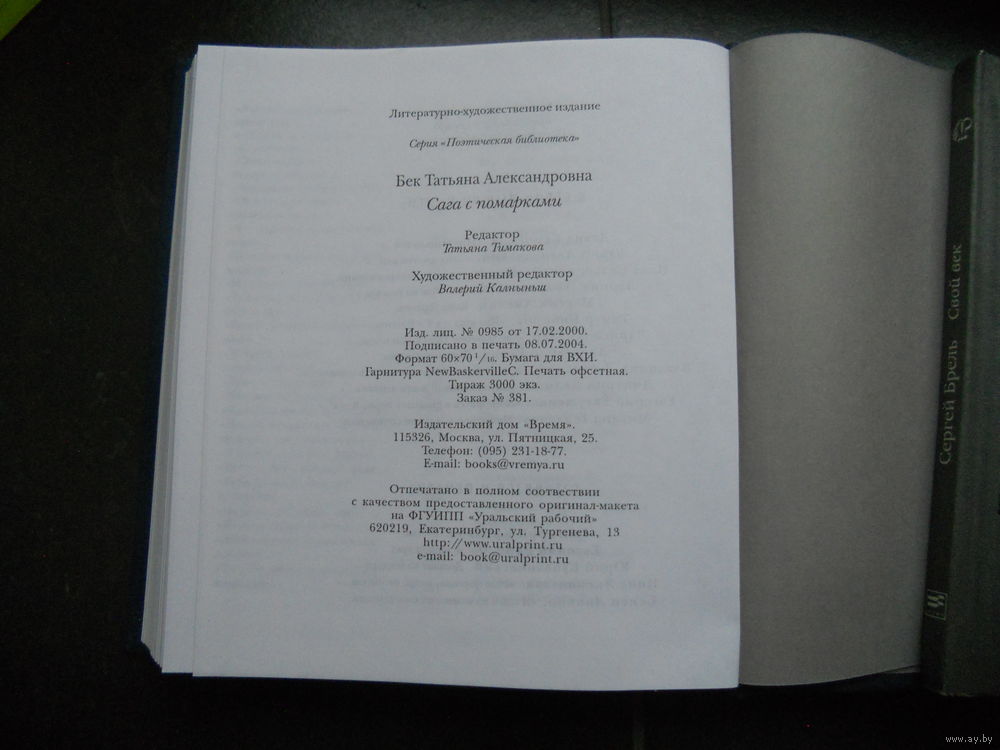 Литературно-художественное издание
Серия «Поэтическая библиотека»
Бек Татьяна Александровна
Сага с помарками
Редактор
Татьяна Тимакова
Художественный редактор
Валерий Калныньш
Изд. лиц. № 0985 от 17.02.2000.
Подписано в печать 08.07.2004.
Формат 60×70 1/16. Бумага для ВХИ.
Гарнитура NewBaskervilleC. Печать офсетная.
Тираж 3000 экз.
Заказ № 381.
Издательский дом «Время».
115326, Москва, ул. Пятницкая, 25.
Телефон: (095) 231-18-77.
E-mail: books@vremya.ru
Отпечатано в полном соотвествии
с качеством предоставленного оригинал-макета
на ФГУИПП «Уральский рабочий»
620219, Екатеринбург, ул. Тургенева, 13
http://www.uralprint.ru
e-mail: book@uralprint.ru
Сергей Брель Свой век
www.ay.by